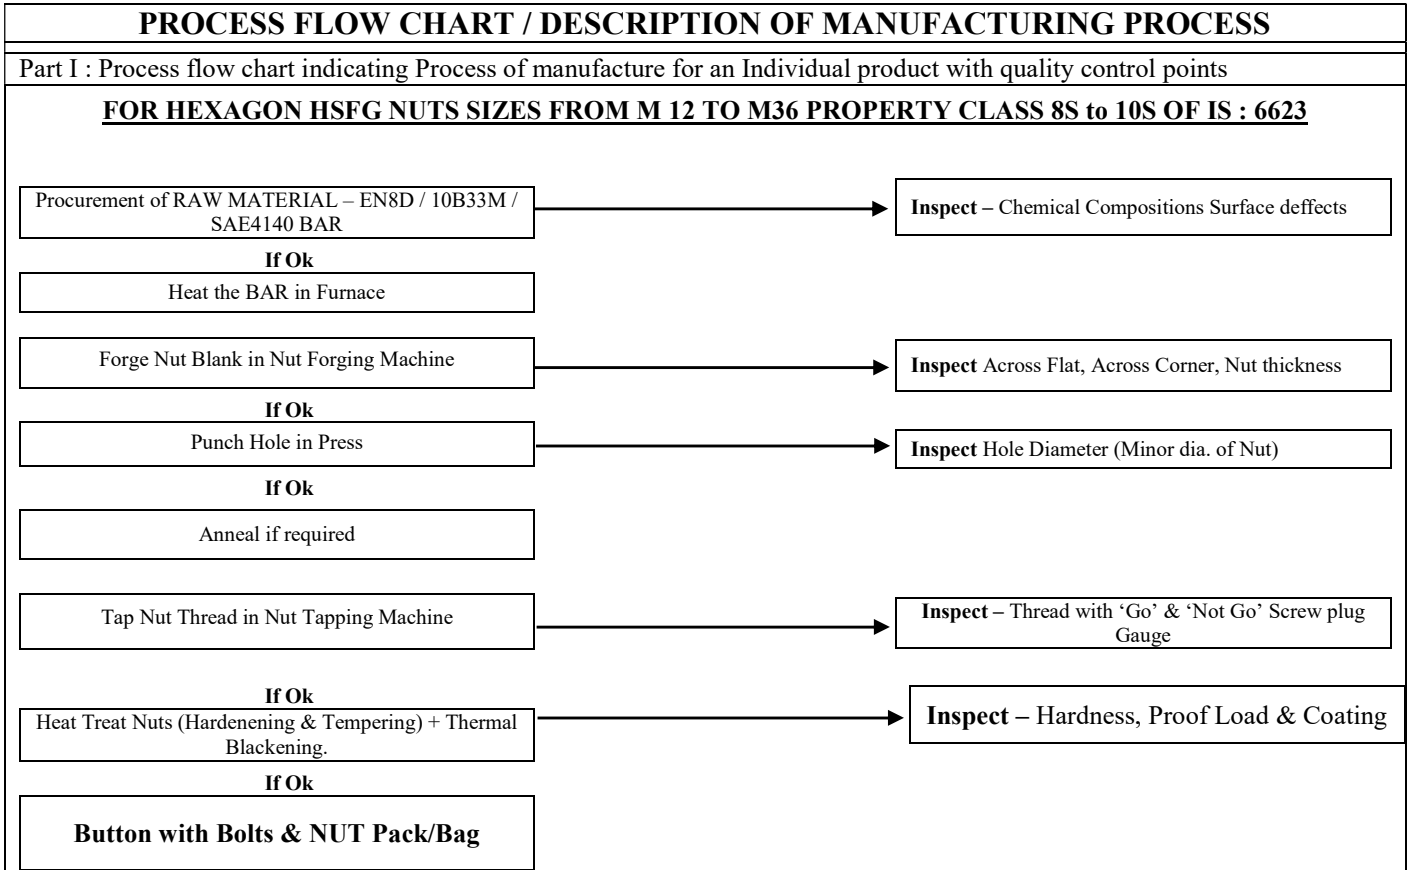 PROCESS FLOW CHART / DESCRIPTION OF MANUFACTURING PROCESS
Part I : Process flow chart indicating Process of manufacture for an Individual product with quality control points
FOR HEXAGON HSFG NUTS SIZES FROM M 12 TO M36 PROPERTY CLASS 8S to 10S OF IS : 6623
Procurement of RAW MATERIAL – EN8D / 10B33M /
SAE4140 BAR
Inspect – Chemical Compositions Surface deffects
If Ok
Heat the BAR in Furnace
Forge Nut Blank in Nut Forging Machine
Inspect Across Flat, Across Corner, Nut thickness
If Ok
Punch Hole in Press
Inspect Hole Diameter (Minor dia. of Nut)
If Ok
Anneal if required
Tap Nut Thread in Nut Tapping Machine
Inspect – Thread with ‘Go’ & ‘Not Go’ Screw plug
Gauge
If Ok
Heat Treat Nuts (Hardenening & Tempering) + Thermal
Blackening.
Inspect – Hardness, Proof Load & Coating
If Ok
Button with Bolts & NUT Pack/Bag